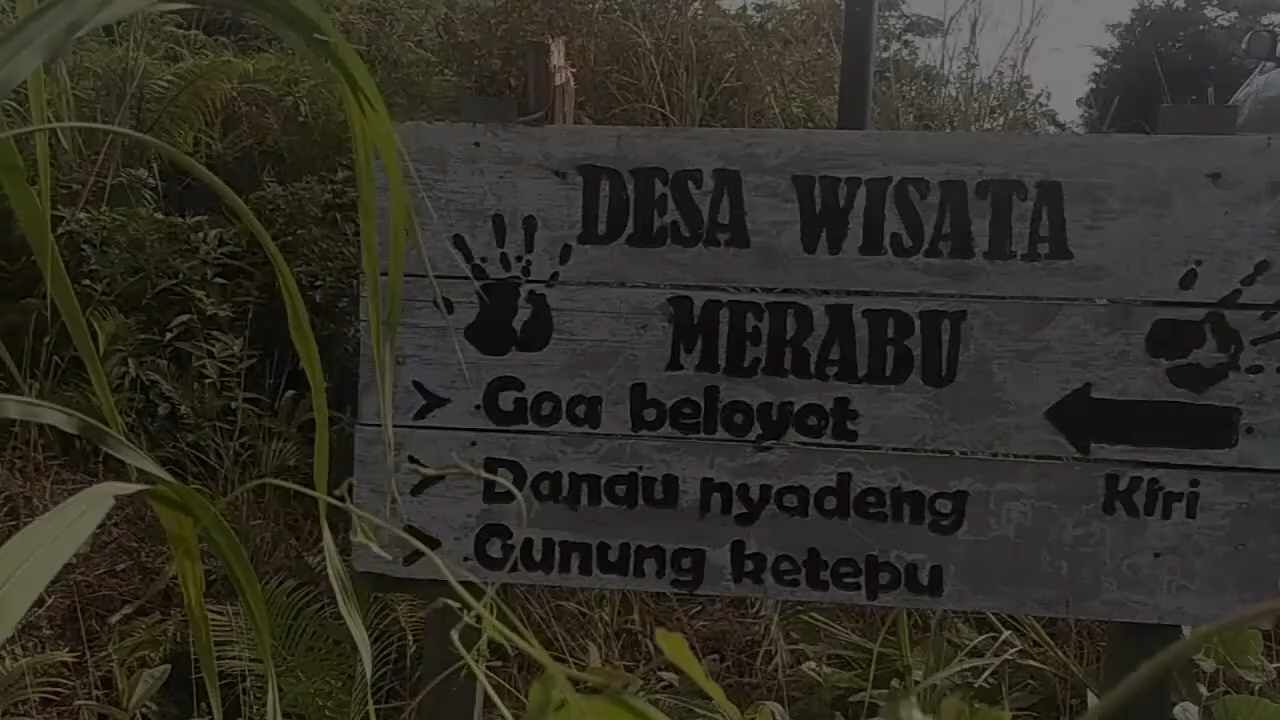 DESA WISATA
MERABU
> Goa beloyot
> Danau nyadeng
> Gunung ketepu
Kiri